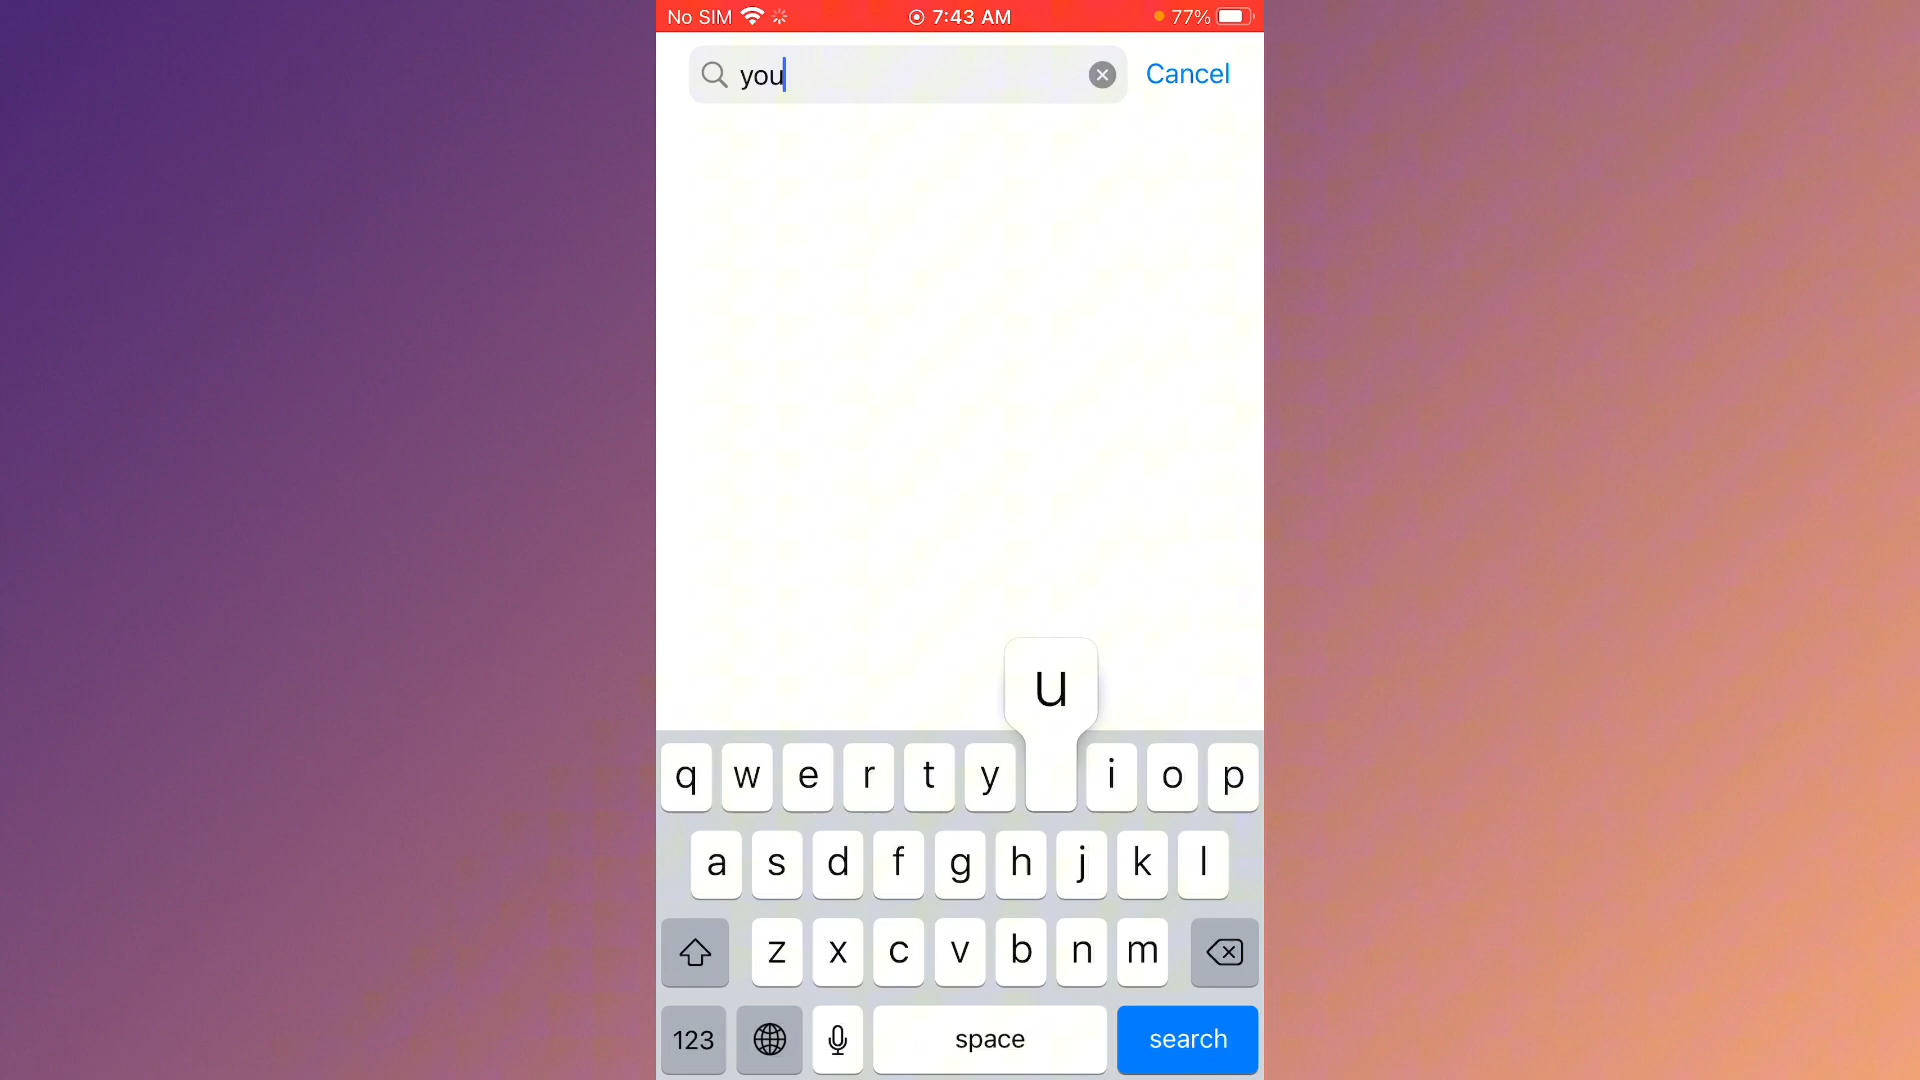 No SIM 7:43 AM 77%
you Cancel
u
q w e r t y i o p
a s d f g h j k l
z x c v b n m
123 space search